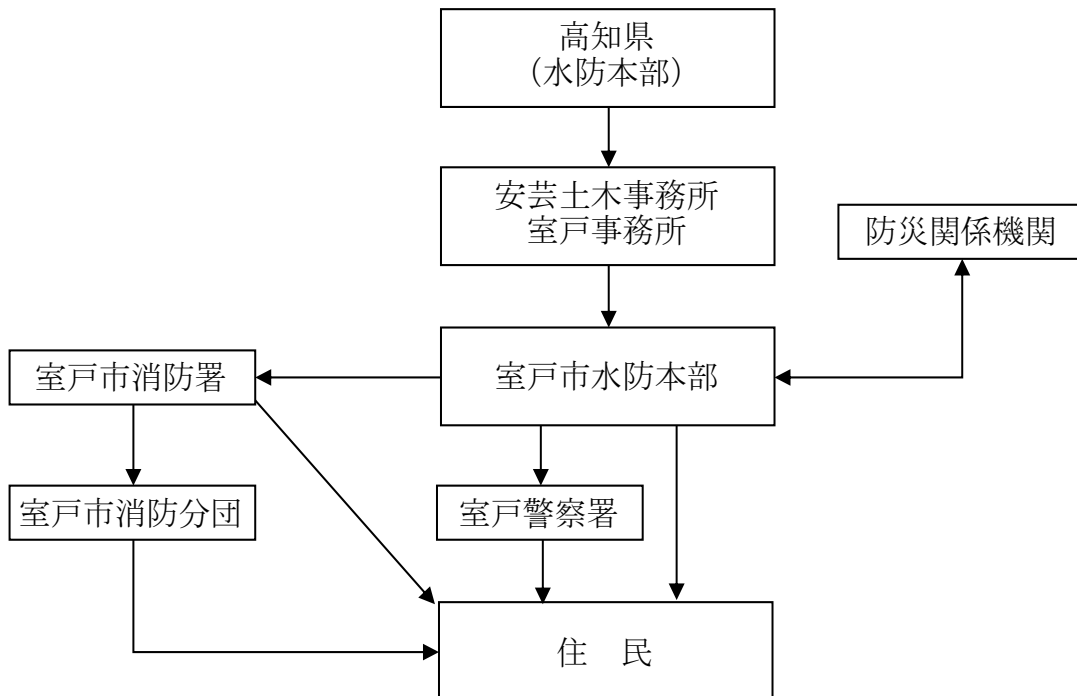 高知県
（水防本部）
安芸土木事務所
室戸事務所
防災関係機関
室戸市消防署
室戸市水防本部
室戸市消防分団
室戸警察署
住　民